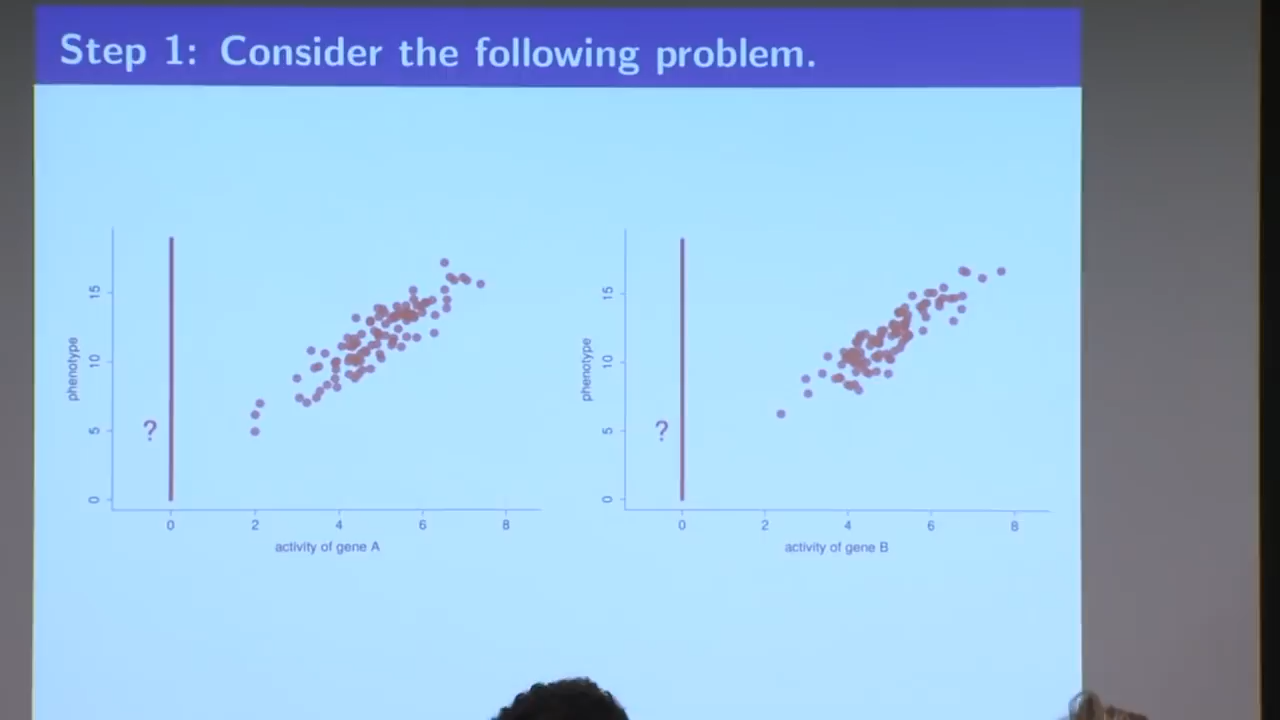 Step 1: Consider the following problem.
phenotype
15
10
5
0
?
0 2 4 6 8
activity of gene A
phenotype
15
10
5
0
?
0 2 4 6 8
activity of gene B